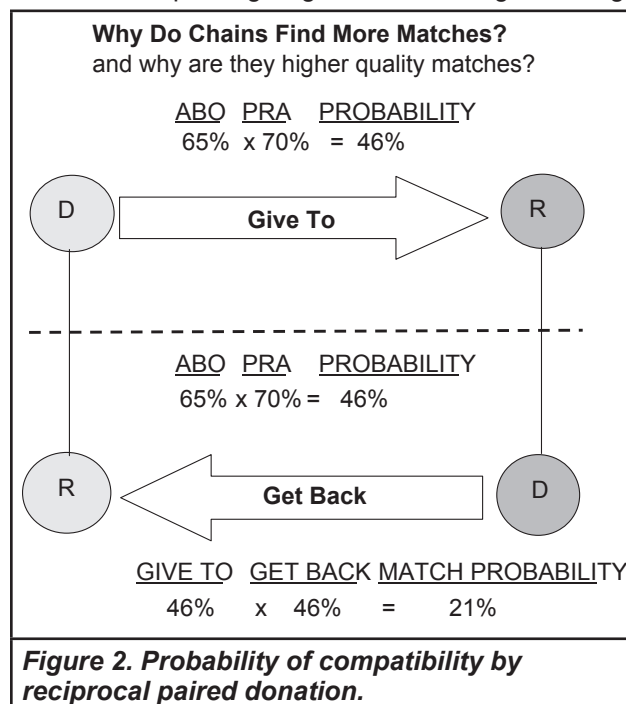 Why Do Chains Find More Matches?
and why are they higher quality matches?
ABO PRA PROBABILITY
65% x 70% = 46%
D
Give To
R
ABO PRA PROBABILITY
65% x 70% = 46%
R
Get Back
D
GIVE TO GET BACK MATCH PROBABILITY
46% x 46% = 21%
Figure 2. Probability of compatibility by
reciprocal paired donation.